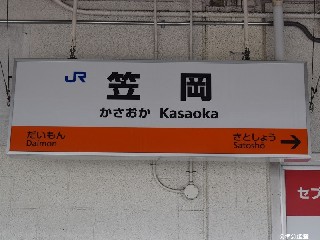 JR 笠岡
かさおか Kasaoka
だいもん さとしょう
Daimon Satosho
セブ